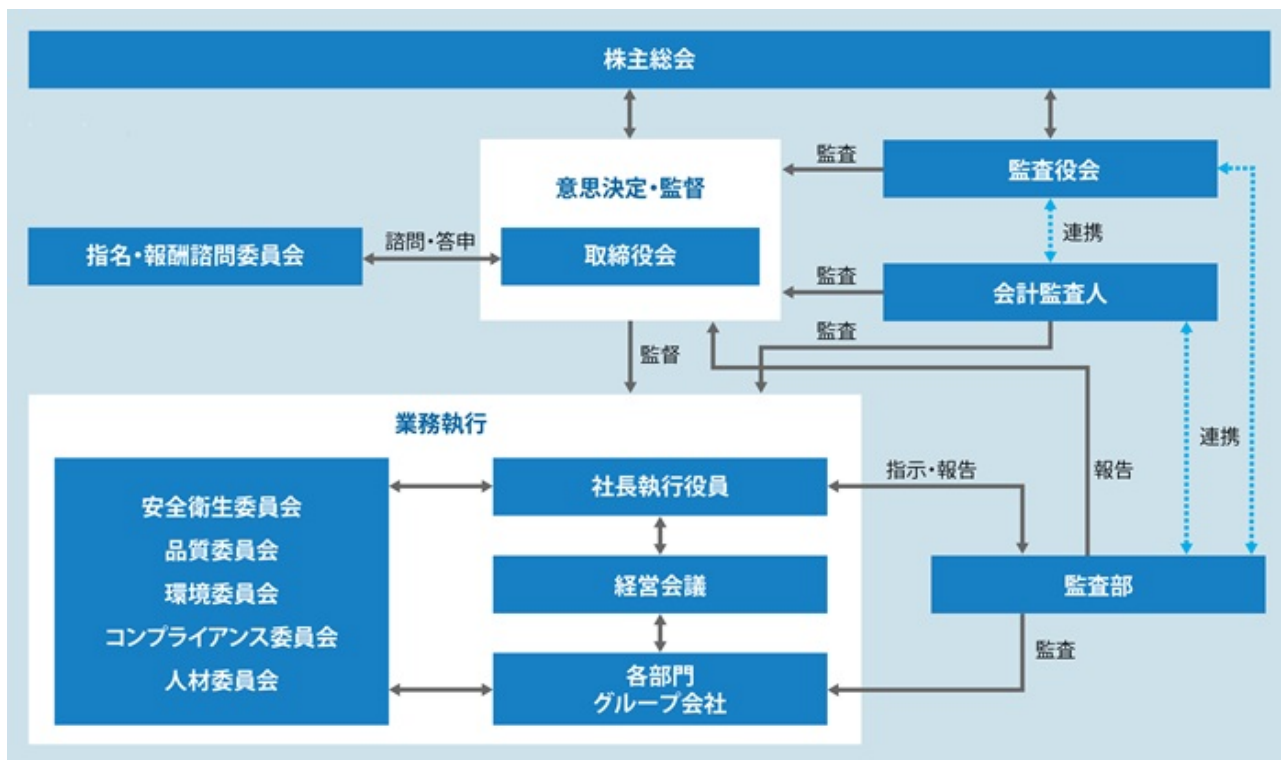 株主総会
監査
監査役会
意思決定・監督
連携
指名・報酬諮問委員会
諮問・答申
取締役会
監査
会計監査人
監査
監督
業務執行
連携
安全衛生委員会
品質委員会
環境委員会
コンプライアンス委員会
人材委員会
社長執行役員
指示・報告
報告
経営会議
監査部
監査
各部門
グループ会社